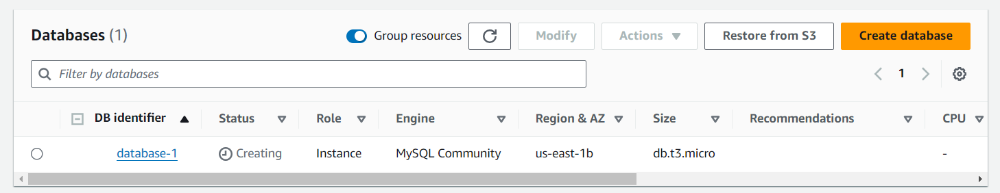 Databases (1) Group resources Modify Actions Restore from S3 Create database
Filter by databases 1
DB identifier Status Role Engine Region & AZ Size Recommendations CPU
database-1 Creating Instance MySQL Community us-east-1b db.t3.micro -